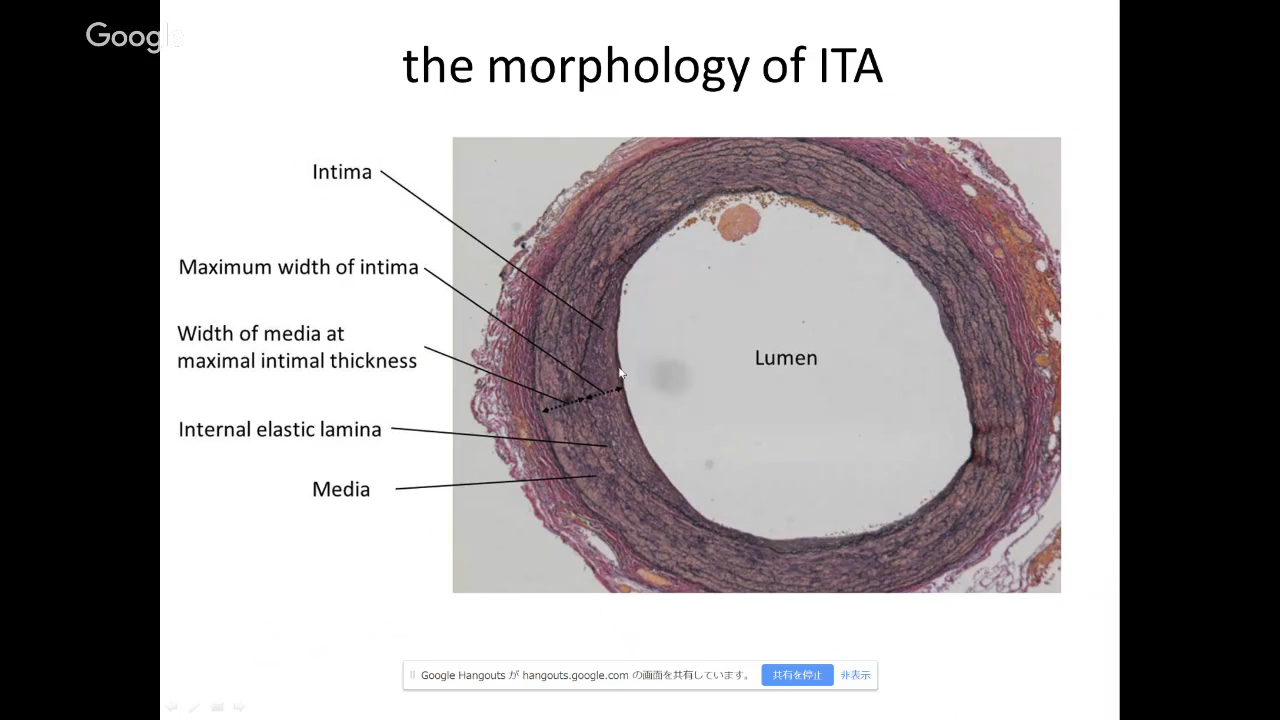 Google
the morphology of ITA
Intima
Maximum width of intima
Width of media at
maximal intimal thickness
Internal elastic lamina
Media
Lumen
Google Hangouts が hangouts.google.com の画面を共有しています。 共有を停止 非表示